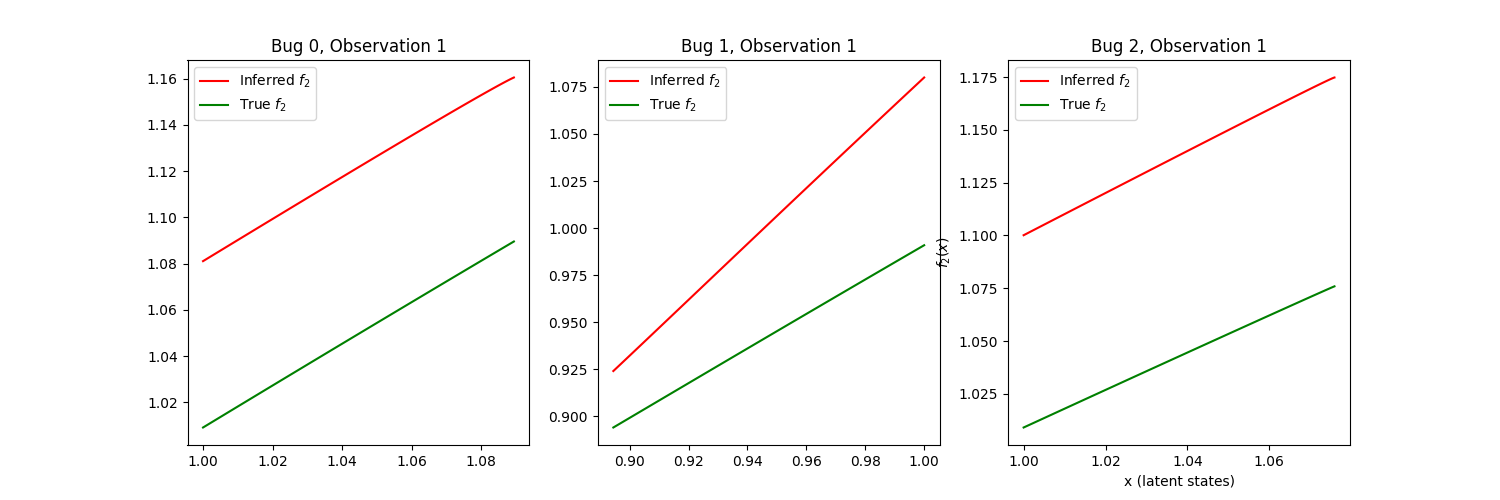 Bug 0, Observation 1
Inferred f₂
True f₂
1.16
1.14
1.12
1.10
1.08
1.06
1.04
1.02
1.00 1.02 1.04 1.06 1.08
Bug 1, Observation 1
Inferred f₂
True f₂
1.075
1.050
1.025
1.000
0.975
0.950
0.925
0.900
0.90 0.92 0.94 0.96 0.98 1.00
Bug 2, Observation 1
Inferred f₂
True f₂
f₂(x)
1.175
1.150
1.125
1.100
1.075
1.050
1.025
1.00 1.02 1.04 1.06
x (latent states)